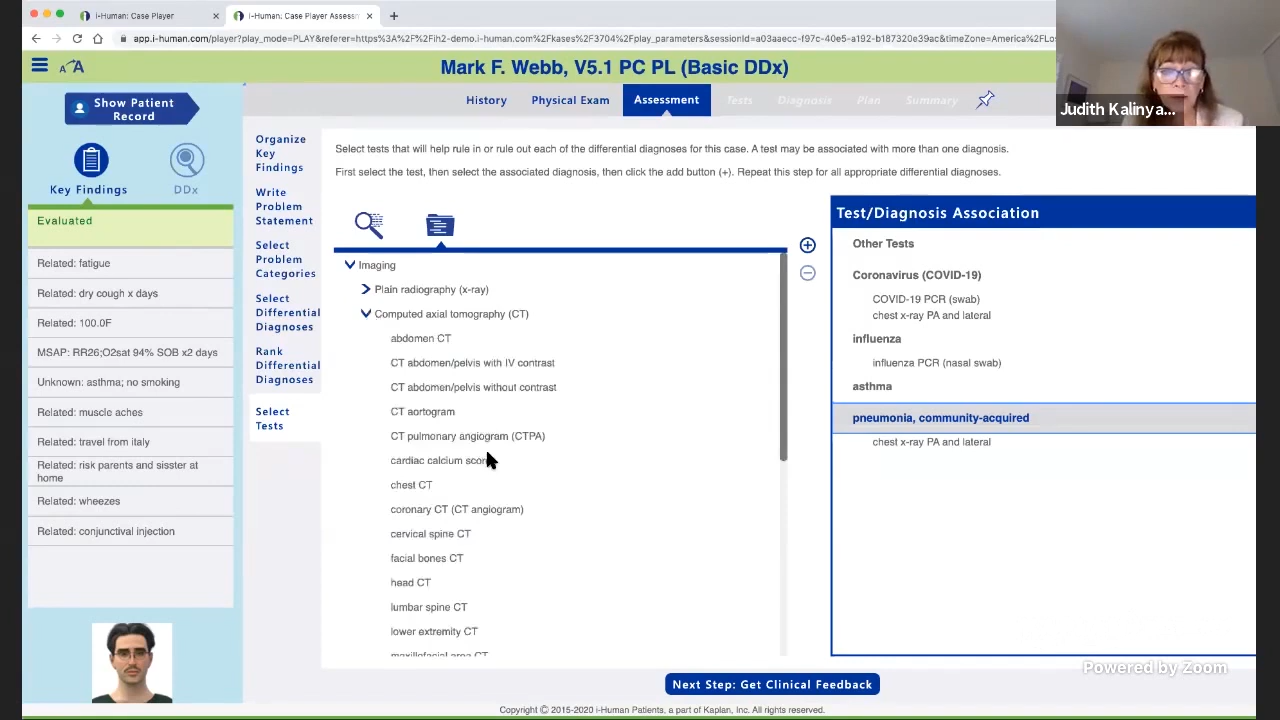 i-Human: Case Player
i-Human: Case Player Assessm
app.i-human.com/player?play_mode=PLAY&referer=https%3A%2F%2Fih2-demo.i-human.com%2Fkases%2F3704%2Fplay_parameters&sessionId=a03aaecc-f97c-40e5-a192-b187320e39ac&timeZone=America%2FLos
Mark F. Webb, V5.1 PC PL (Basic DDx)
Judith Kalinya...
Show Patient
Record
Key Findings
DDx
Evaluated
Related: fatigue
Related: dry cough x days
Related: 100.0F
MSAP: RR26;O2sat 94% SOB x2 days
Unknown: asthma; no smoking
Related: muscle aches
Related: travel from italy
Related: risk parents and sisster at
home
Related: wheezes
Related: conjunctival injection
History
Physical Exam
Assessment
Tests
Diagnosis
Plan
Summary
Organize
Key
Findings
Write
Problem
Statement
Select
Problem
Categories
Select
Differential
Diagnoses
Rank
Differential
Diagnoses
Select
Tests
Select tests that will help rule in or rule out each of the differential diagnoses for this case. A test may be associated with more than one diagnosis.
First select the test, then select the associated diagnosis, then click the add button (+). Repeat this step for all appropriate differential diagnoses.
Imaging
Plain radiography (x-ray)
Computed axial tomography (CT)
abdomen CT
CT abdomen/pelvis with IV contrast
CT abdomen/pelvis without contrast
CT aortogram
CT pulmonary angiogram (CTPA)
cardiac calcium score
chest CT
coronary CT (CT angiogram)
cervical spine CT
facial bones CT
head CT
lumbar spine CT
lower extremity CT
maxillofacial area CT
Test/Diagnosis Association
Other Tests
Coronavirus (COVID-19)
COVID-19 PCR (swab)
chest x-ray PA and lateral
influenza
influenza PCR (nasal swab)
asthma
pneumonia, community-acquired
chest x-ray PA and lateral
Powered by Zoom
Next Step: Get Clinical Feedback
Copyright © 2015-2020 i-Human Patients, a part of Kaplan, Inc. All rights reserved.